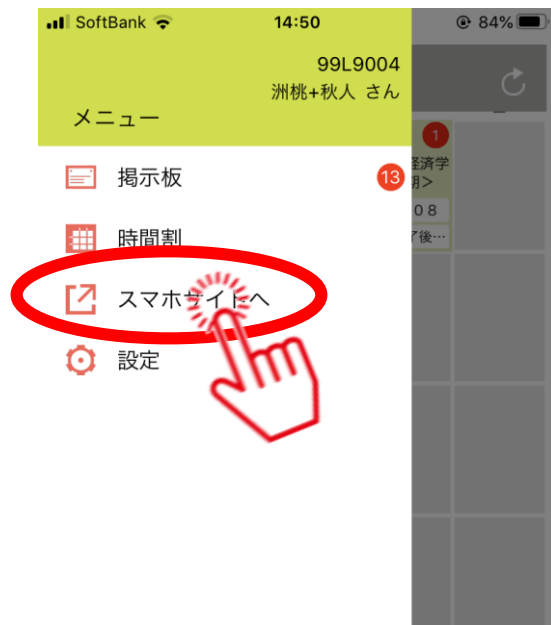 SoftBank 14:50 84%
99L9004
洲桃+秋人 さん
メニュー
1
掲示板 13
経済学
時間割
08
了後…
スマホサイトへ
設定